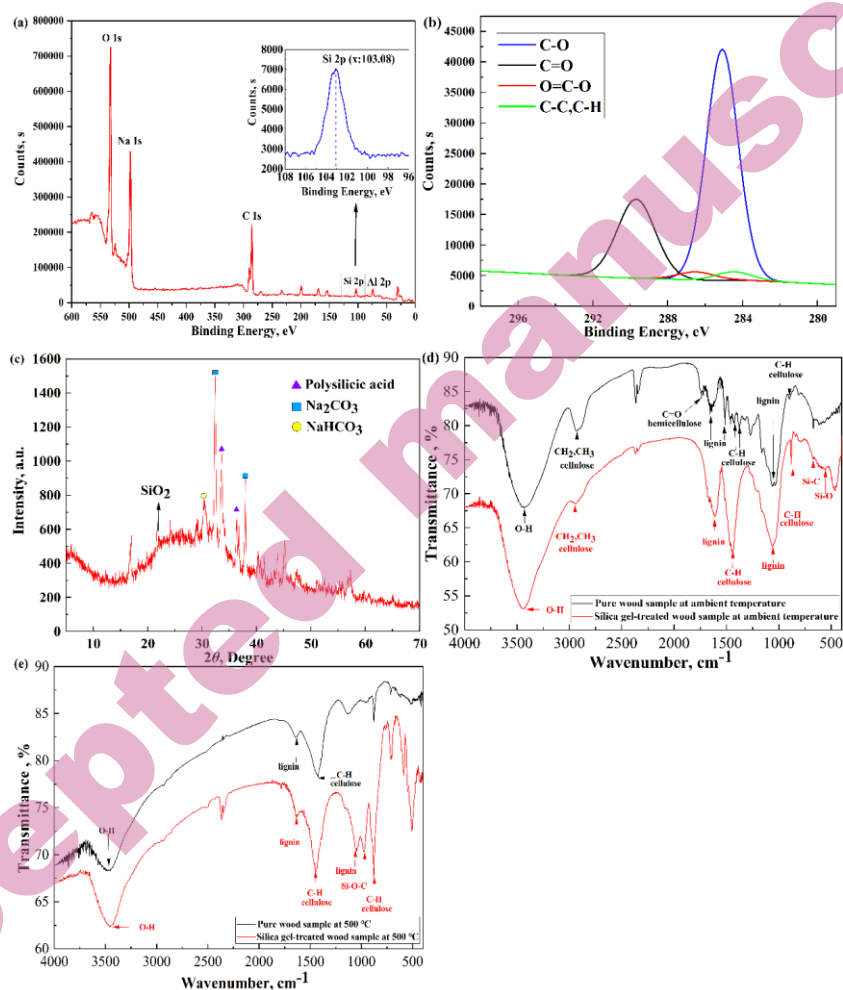 (a)
O 1s
Na 1s
C 1s
Si 2p
Al 2p
800000
700000
600000
500000
400000
300000
200000
100000
0
600 550 500 450 400 350 300 250 200 150 100 50 0
Counts, s
Binding Energy, eV
Si 2p (x:103.08)
8000
7000
6000
5000
4000
3000
2000
108 106 104 102 100 98 96
Counts, s
Binding Energy, eV
(b)
C-O
C=O
O=C-O
C-C,C-H
45000
40000
35000
30000
25000
20000
15000
10000
5000
0
296 292 288 284 280
Counts, s
Binding Energy, eV
(c)
Polysilicic acid
Na2CO3
NaHCO3
SiO2
1600
1400
1200
1000
800
600
400
200
0
10 20 30 40 50 60 70
Intensity, a.u.
2θ, Degree
(d)
90
85
80
75
70
65
60
55
50
4000 3500 3000 2500 2000 1500 1000 500
Transmittance , %
Wavenumber, cm-1
O-H
CH2,CH3
cellulose
C=O
hemicellulose
lignin
C-H
cellulose
lignin
C-H
cellulose
O-H
CH2,CH3
cellulose
lignin
C-H
cellulose
lignin
C-H
cellulose
Si-C
Si-O
Pure wood sample at ambient temperature
Silica gel-treated wood sample at ambient temperature
(e)
90
85
80
75
70
65
60
4000 3500 3000 2500 2000 1500 1000 500
Transmittance , %
Wavenumber, cm-1
O-H
lignin
C-H
cellulose
O-H
lignin
C-H
cellulose
lignin
Si-O-C
C-H
cellulose
Pure wood sample at 500 °C
Silica gel-treated wood sample at 500 °C
epted manusc